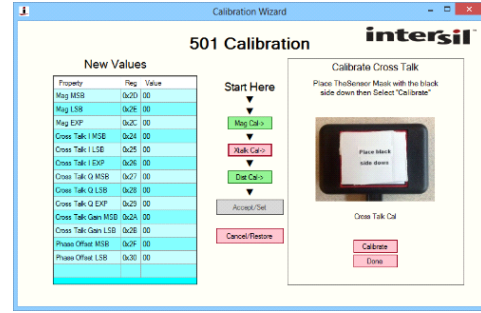 Calibration Wizard
501 Calibration
intersil
New Values
Property Reg Value
Mag MSB 0x2D 00
Mag LSB 0x2E 00
Mag EXP 0x2C 00
Cross Talk I MSB 0x24 00
Cross Talk I LSB 0x25 00
Cross Talk I EXP 0x26 00
Cross Talk Q MSB 0x27 00
Cross Talk Q LSB 0x28 00
Cross Talk Q EXP 0x29 00
Cross Talk Gain MSB 0x2A 00
Cross Talk Gain LSB 0x2B 00
Phase Offset MSB 0x2F 00
Phase Offset LSB 0x30 00
Start Here
Mag Cal->
Xtalk Cal->
Dist Cal->
Accept/Set
Cancel/Restore
Calibrate Cross Talk
Place TheSensor Mask with the black
side down then Select "Calibrate"
Place black
side down
Cross Talk Cal
Calibrate
Done